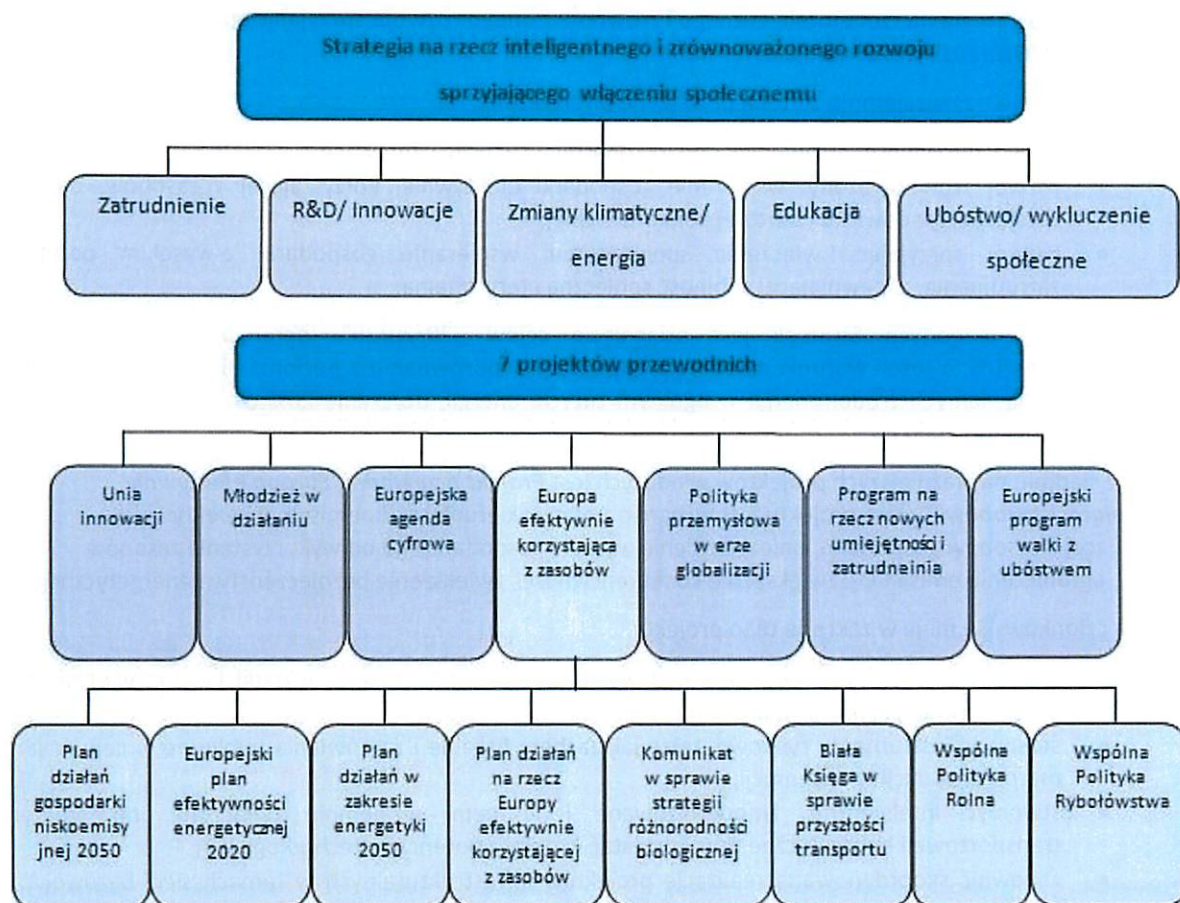 Strategia na rzecz inteligentnego i zrównoważonego rozwoju
sprzyjającego włączeniu społecznemu
Zatrudnienie
R&D/ Innowacje
Zmiany klimatyczne/
energia
Edukacja
Ubóstwo/ wykluczenie
społeczne
7 projektów przewodnich
Unia
innowacji
Młodzież w
działaniu
Europejska
agenda
cyfrowa
Europa
efektywnie
korzystająca
z zasobów
Polityka
przemysłowa
w erze
globalizacji
Program na
rzecz nowych
umiejętności i
zatrudneinia
Europejski
program
walki z
ubóstwem
Plan
działań
gospodarki
niskoemisy
jnej 2050
Europejski
plan
efektywności
energetycznej
2020
Plan
działań w
zakresie
energetyki
2050
Plan działań
na rzecz
Europy
efektywnie
korzystającej
z zasobów
Komunikat
w sprawie
strategii
różnorodności
biologicznej
Biała
Księga w
sprawie
przyszłości
transportu
Wspólna
Polityka
Rolna
Wspólna
Polityka
Rybołówstwa